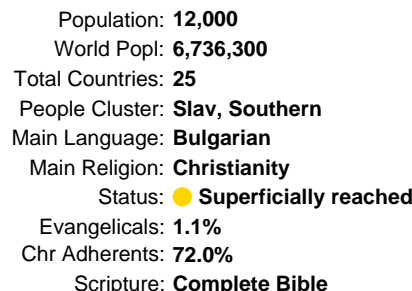 Population: 12,000
World Popl: 6,736,300
Total Countries: 25
People Cluster: Slav, Southern
Main Language: Bulgarian
Main Religion: Christianity
Status: Superficially reached
Evangelicals: 1.1%
Chr Adherents: 72.0%
Scripture: Complete Bible